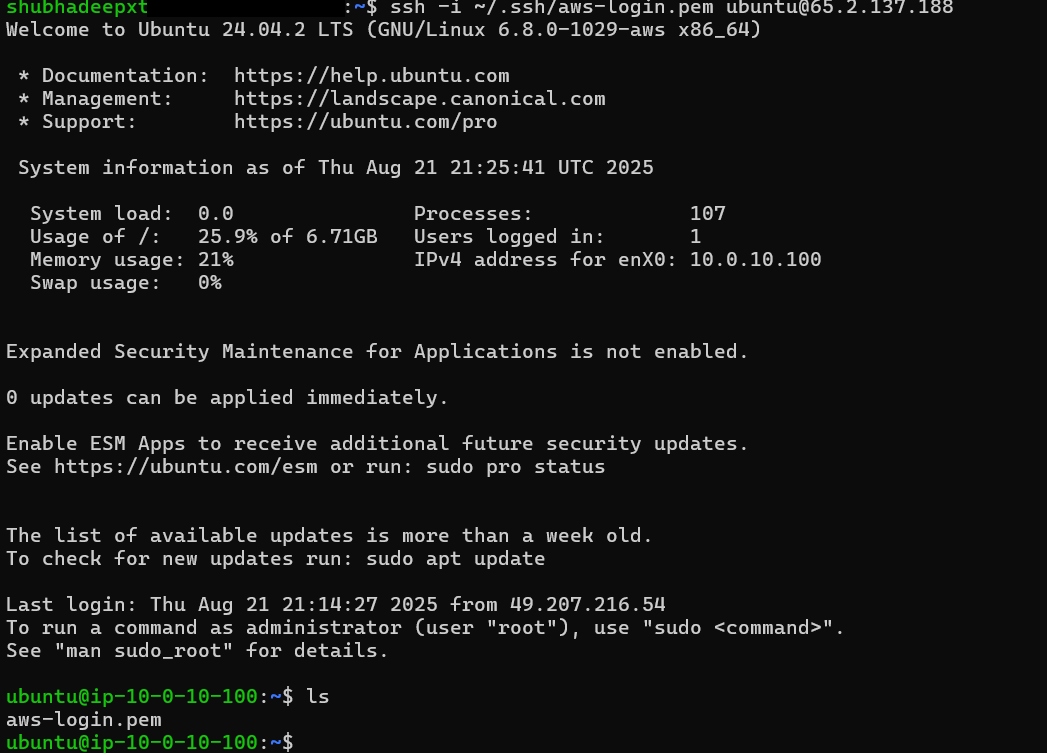 shubhadeepxt :~$ ssh -i ~/.ssh/aws-login.pem ubuntu@65.2.137.188
Welcome to Ubuntu 24.04.2 LTS (GNU/Linux 6.8.0-1029-aws x86_64)
* Documentation: https://help.ubuntu.com
* Management: https://landscape.canonical.com
* Support: https://ubuntu.com/pro
System information as of Thu Aug 21 21:25:41 UTC 2025
System load: 0.0 Processes: 107
Usage of /: 25.9% of 6.71GB Users logged in: 1
Memory usage: 21% IPv4 address for enX0: 10.0.10.100
Swap usage: 0%
Expanded Security Maintenance for Applications is not enabled.
0 updates can be applied immediately.
Enable ESM Apps to receive additional future security updates.
See https://ubuntu.com/esm or run: sudo pro status
The list of available updates is more than a week old.
To check for new updates run: sudo apt update
Last login: Thu Aug 21 21:14:27 2025 from 49.207.216.54
To run a command as administrator (user "root"), use "sudo <command>".
See "man sudo_root" for details.
ubuntu@ip-10-0-10-100:~$ ls
aws-login.pem
ubuntu@ip-10-0-10-100:~$